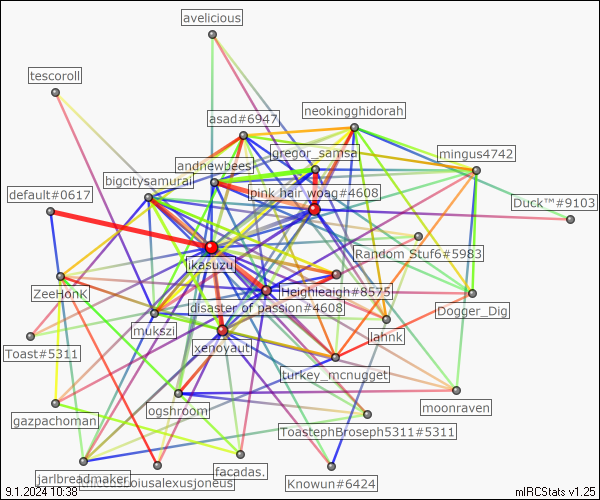 avelicious
tescoroll
neokingghidorah
asad#6947
gregor_samsa
mingus4742
andnewbees
bigcitysamurai
pink hair woag#4608
default#0617
Duck™#9103
Random Stuf6#5983
ikasuzu
Heighleaigh#8575
ZeeHonK
disaster of passion#4608
Dogger_Dig
mukszi
lahnk
xenoyaut
Toast#5311
turkey_mcnugget
moonraven
ogshroom
gazpachoman
ToastephBroseph5311#5311
facadas.
jarlbreadmaker
Knowun#6424
9.1.2024 10:38
mIRCStats v1.25